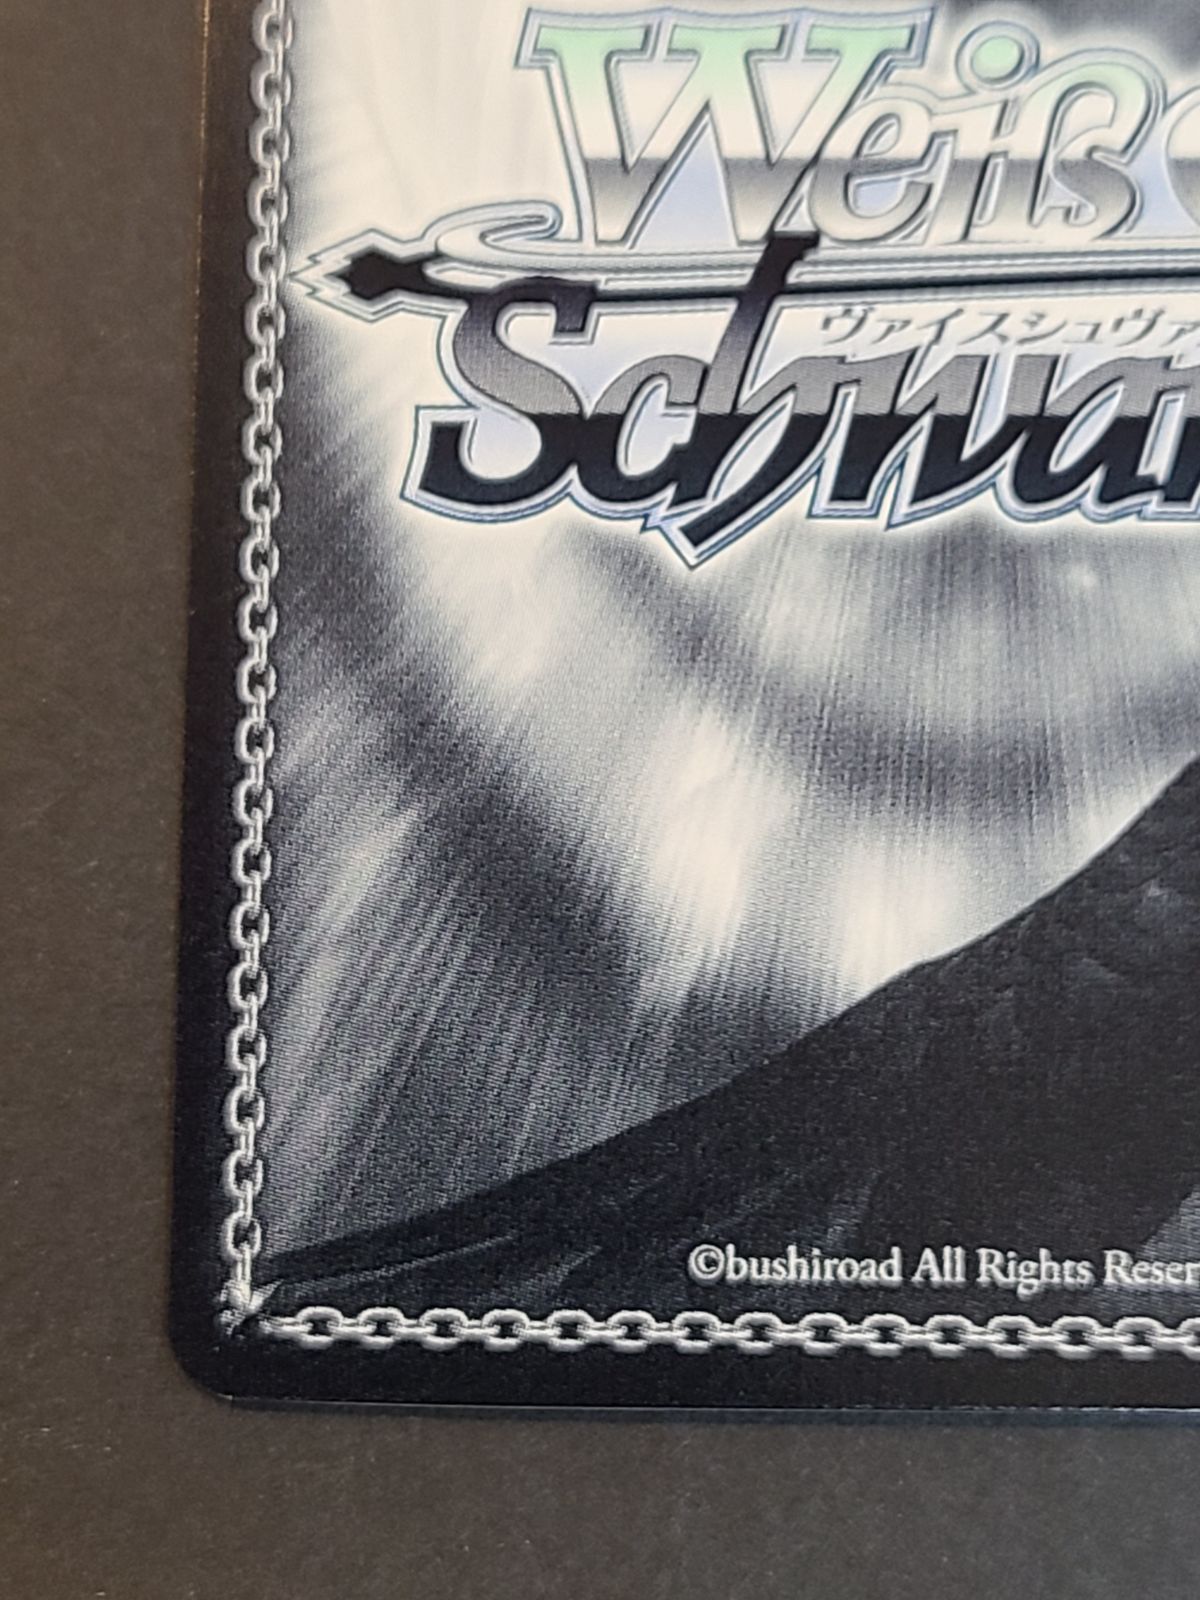 Weiß
ヴァイスシュヴァ
Schwar
©bushiroad All Rights Reser